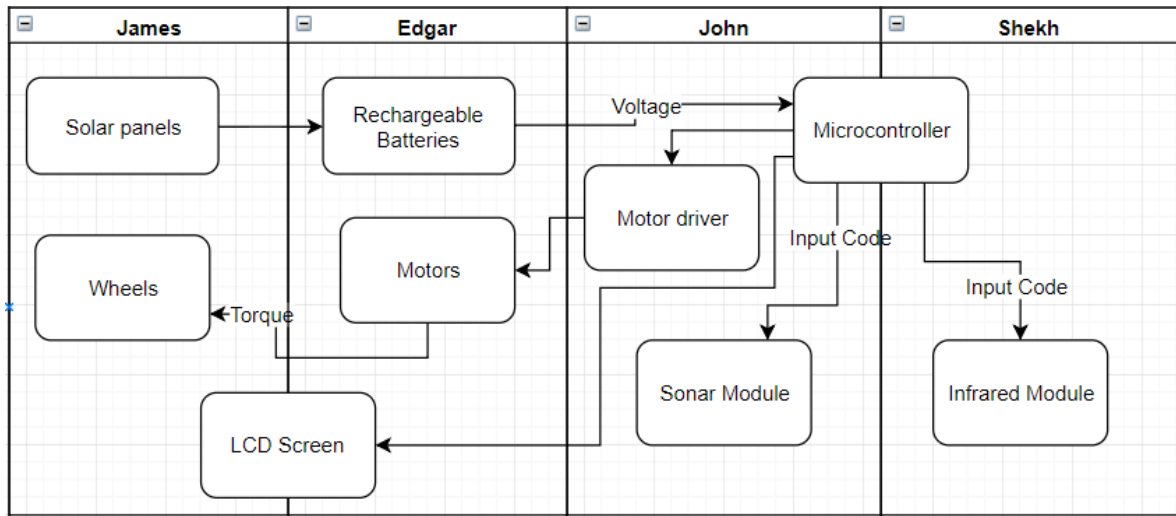 James
Edgar
John
Shekh
Solar panels
Rechargeable
Batteries
Voltage
Microcontroller
Motor driver
Wheels
Motors
Input Code
Input Code
Torque
Sonar Module
Infrared Module
LCD Screen